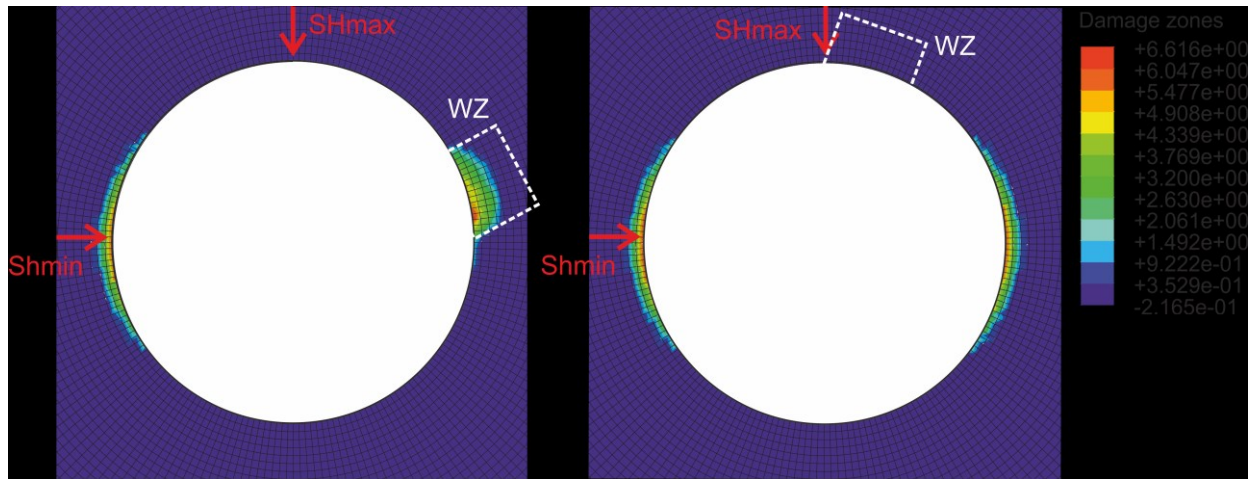 SHmax
WZ
Shmin
SHmax
WZ
Shmin
Damage zones
+6.616e+00
+6.047e+00
+5.477e+00
+4.908e+00
+4.339e+00
+3.769e+00
+3.200e+00
+2.630e+00
+2.061e+00
+1.492e+00
+9.222e-01
+3.529e-01
-2.165e-01